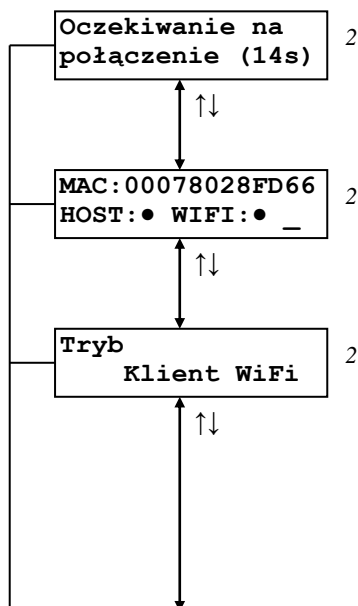 Oczekiwanie na
połączenie (14s)
2
↑↓
MAC:00078028FD66
HOST:● WIFI:● _
2
↑↓
Tryb
Klient WiFi
2
↑↓